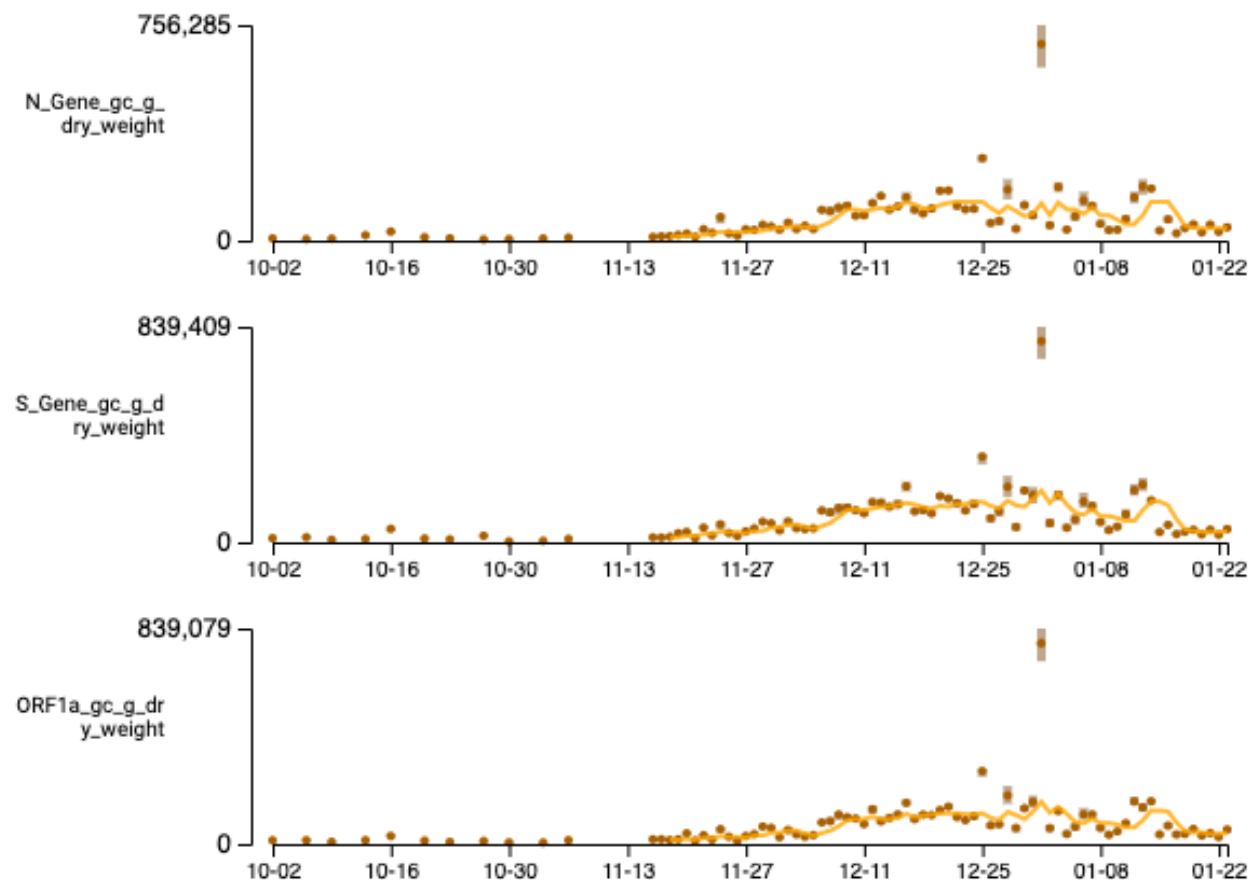 756,285
N_Gene_gc_g_
dry_weight
0
10-02 10-16 10-30 11-13 11-27 12-11 12-25 01-08 01-22
839,409
S_Gene_gc_g_d
ry_weight
0
10-02 10-16 10-30 11-13 11-27 12-11 12-25 01-08 01-22
839,079
ORF1a_gc_g_dr
y_weight
0
10-02 10-16 10-30 11-13 11-27 12-11 12-25 01-08 01-22